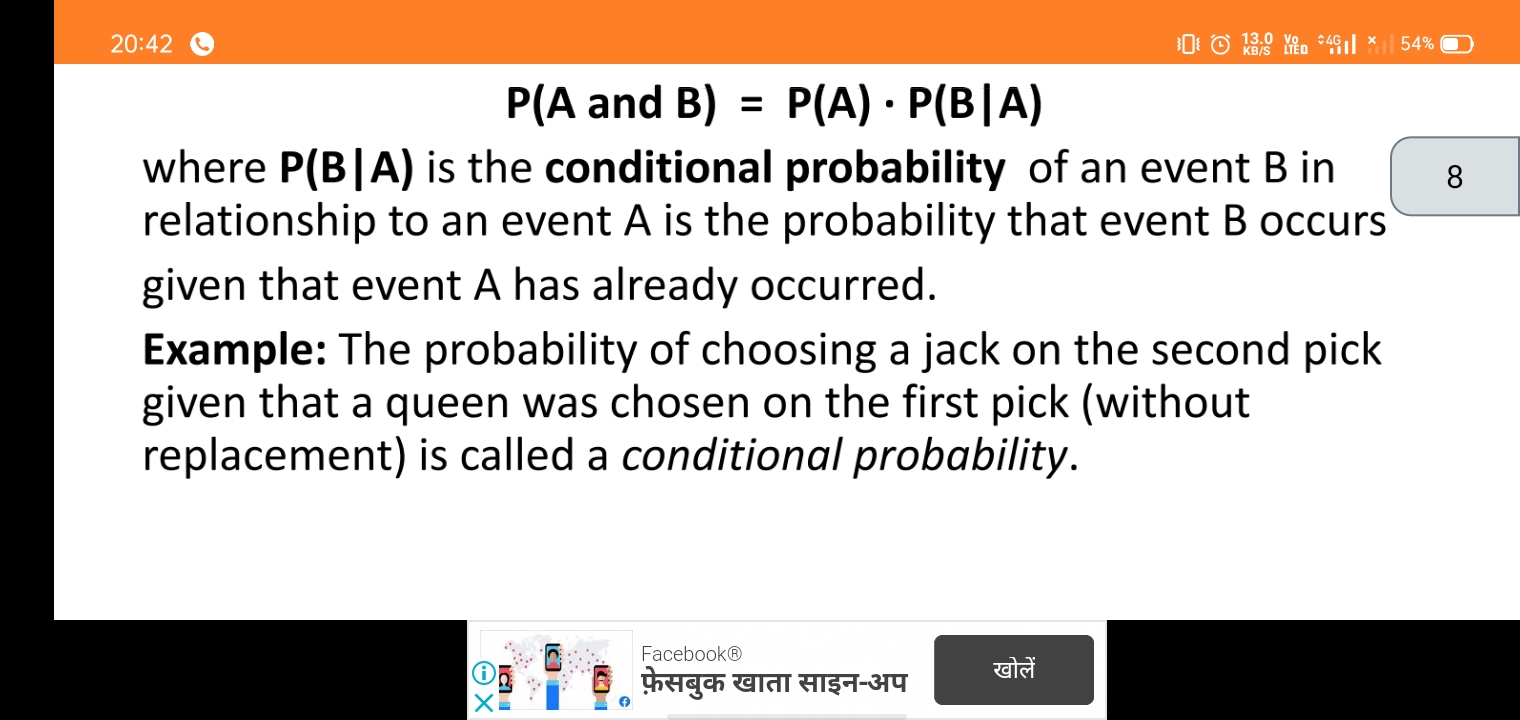 20:42
13.0 KB/S Vo LTE 4G 54%
P(A and B) = P(A) · P(B|A)
where P(B|A) is the conditional probability of an event B in
8
relationship to an event A is the probability that event B occurs
given that event A has already occurred.
Example: The probability of choosing a jack on the second pick
given that a queen was chosen on the first pick (without
replacement) is called a conditional probability.
Facebook®
फ़ेसबुक खाता साइन-अप
खोलें